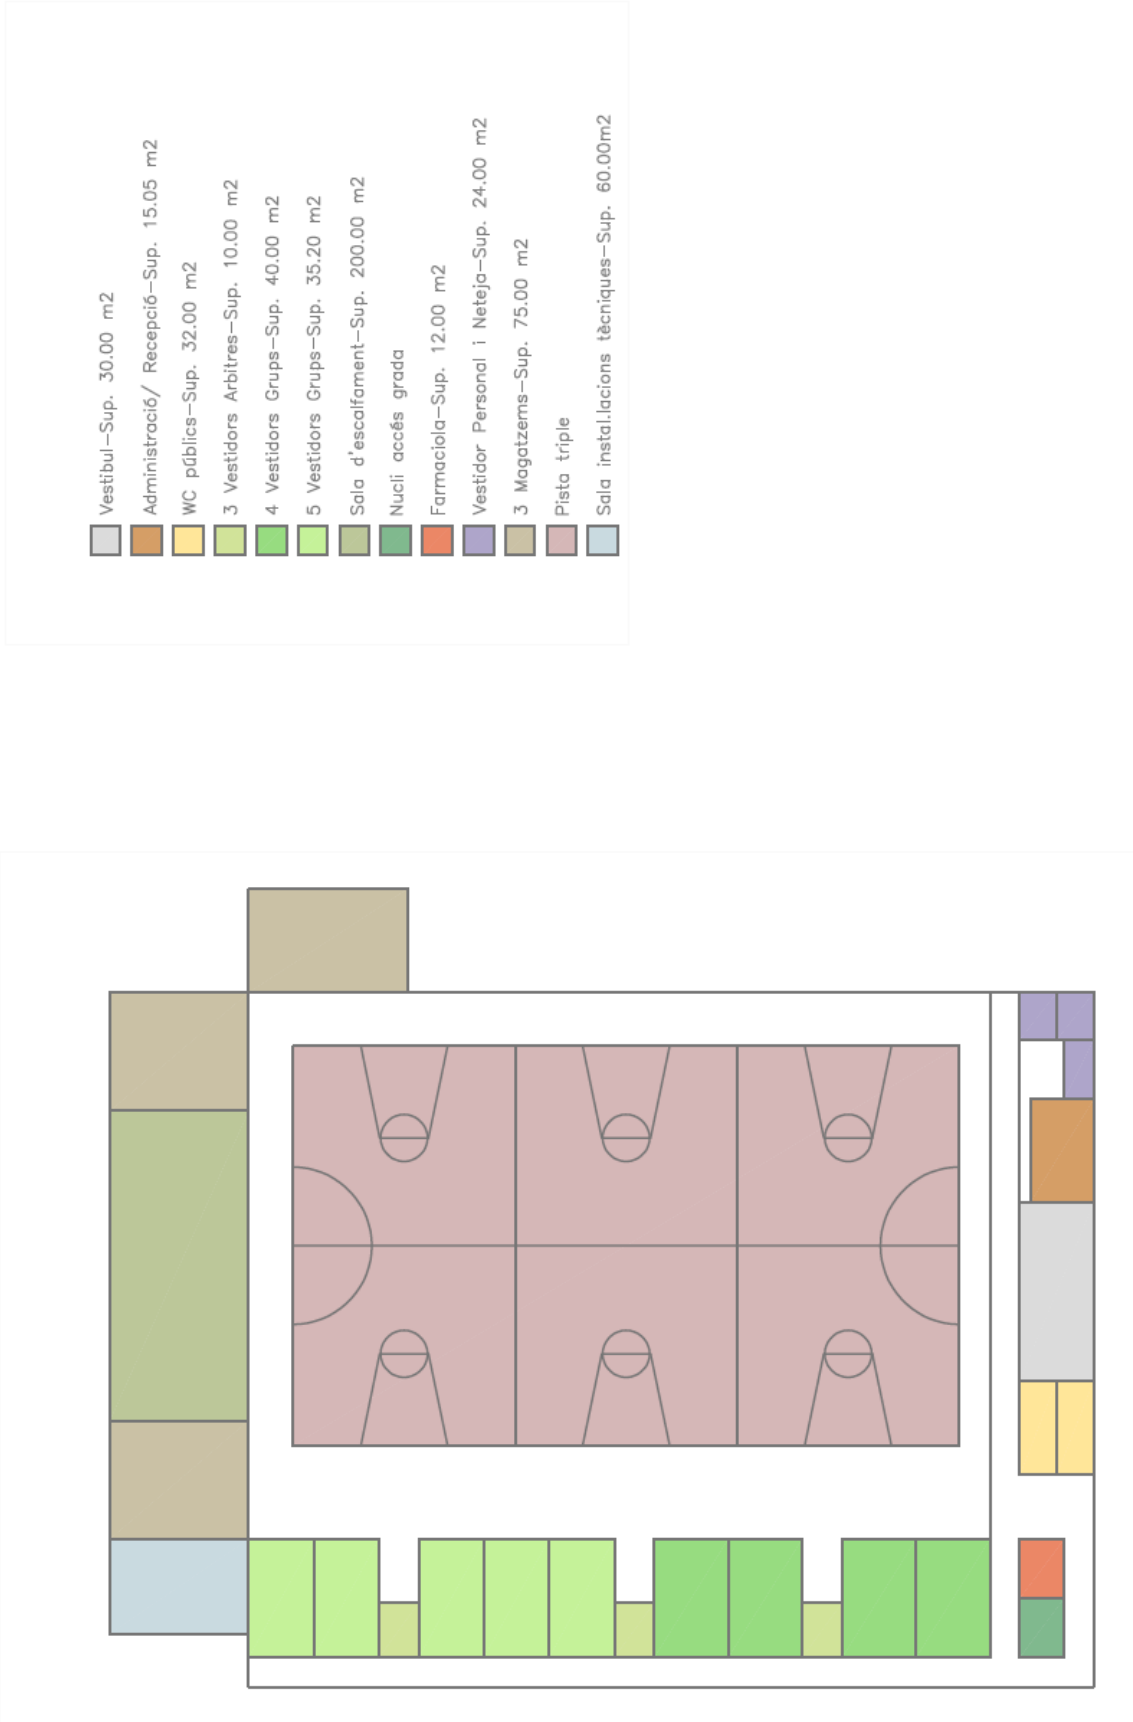 Vestibul-Sup. 30.00 m2
Administració/ Recepció-Sup. 15.05 m2
WC públics-Sup. 32.00 m2
3 Vestidors Arbitres-Sup. 10.00 m2
4 Vestidors Grups-Sup. 40.00 m2
5 Vestidors Grups-Sup. 35.20 m2
Sala d'escalfament-Sup. 200.00 m2
Nucli accés grada
Farmaciola-Sup. 12.00 m2
Vestidor Personal i Neteja-Sup. 24.00 m2
3 Magatzems-Sup. 75.00 m2
Pista triple
Sala instal.lacions tècniques-Sup. 60.00m2